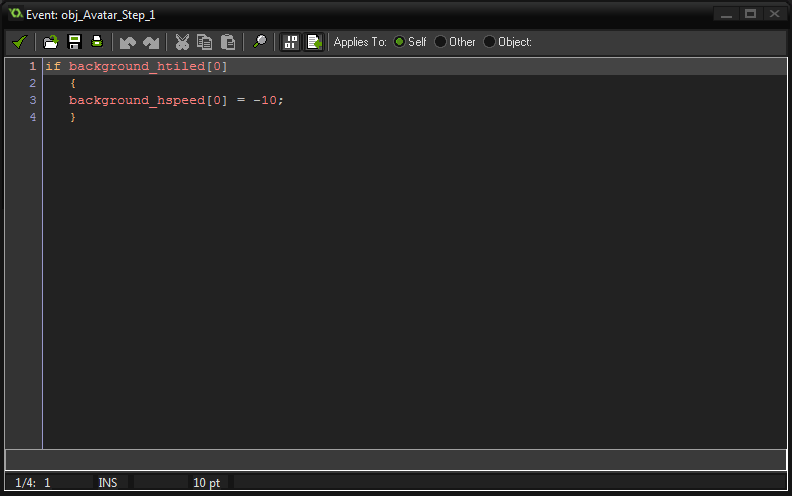 Event: obj_Avatar_Step_1
Applies To: Self Other Object:
1 if background_htiled[0]
2 {
3 background_hspeed[0] = -10;
4 }
1/4: 1 INS 10 pt